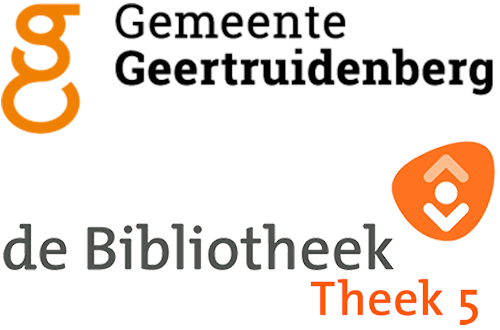 Gemeente
Geertruidenberg
de Bibliotheek
Theek 5